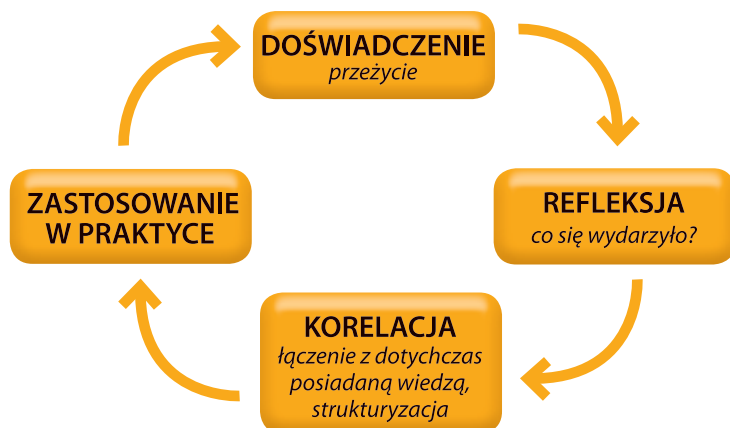 DOŚWIADCZENIE
przeżycie
REFLEKSJA
co się wydarzyło?
KORELACJA
łączenie z dotychczas
posiadaną wiedzą,
strukturyzacja
ZASTOSOWANIE
W PRAKTYCE